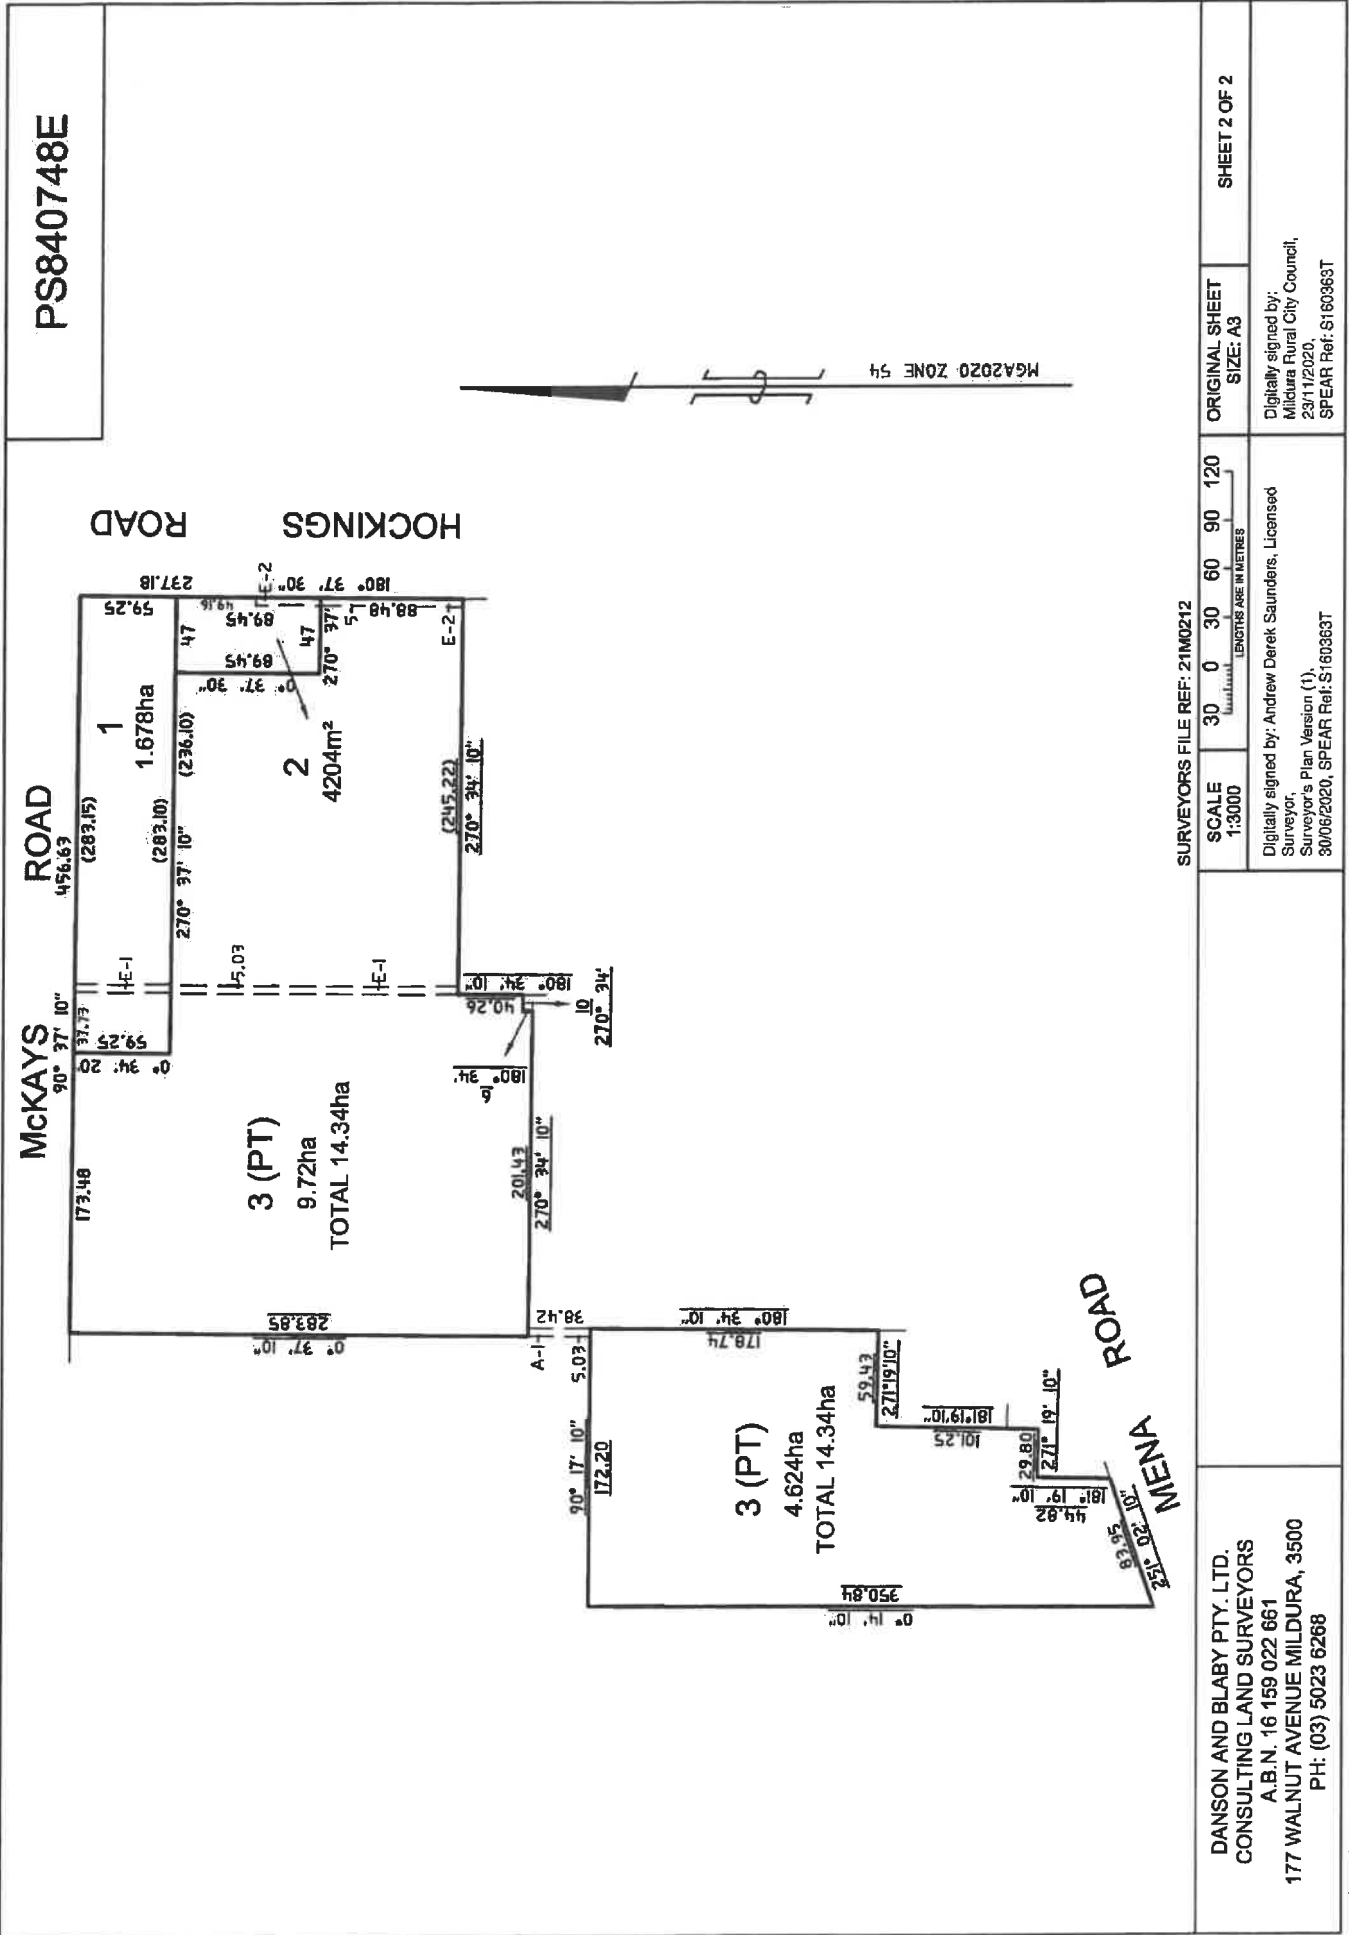 PS840748E
McKAYS ROAD
90° 37' 10"
456.63
173.48
37.73
(283.15)
59.25
0° 34' 20"
59.25
237.18
HOCKINGS ROAD
180° 37' 30"
1
1.678ha
(283.10)
270° 37' 10"
(236.10)
47
49.16
E-2
89.45
89.45
0° 37' 30"
47
270° 37'
5
88.48
E-2
2
4204m²
E-1
5.03
E-1
(245.22)
270° 34' 10"
180° 34' 10"
40.26
10
270° 34'
180° 34'
6
3 (PT)
9.72ha
TOTAL 14.34ha
283.85
0° 37' 10"
201.43
270° 34' 10"
38.42
A-1
5.03
90° 17' 10"
172.20
180° 34' 10"
178.74
59.43
271°19'10"
181°19'10"
101.25
3 (PT)
4.624ha
TOTAL 14.34ha
29.80
271° 19' 10"
181° 19' 10"
44.82
350.84
0° 14' 10"
83.95
251° 02' 10"
MENA ROAD
MGA2020 ZONE 54
SURVEYORS FILE REF: 21M0212
DANSON AND BLABY PTY. LTD.
CONSULTING LAND SURVEYORS
A.B.N. 16 159 022 661
177 WALNUT AVENUE MILDURA, 3500
PH: (03) 5023 6268
SCALE
1:3000
30 0 30 60 90 120
LENGTHS ARE IN METRES
ORIGINAL SHEET
SIZE: A3
SHEET 2 OF 2
Digitally signed by: Andrew Derek Saunders, Licensed
Surveyor,
Surveyor's Plan Version (1),
30/06/2020, SPEAR Ref: S160363T
Digitally signed by:
Mildura Rural City Council,
23/11/2020,
SPEAR Ref: S160363T